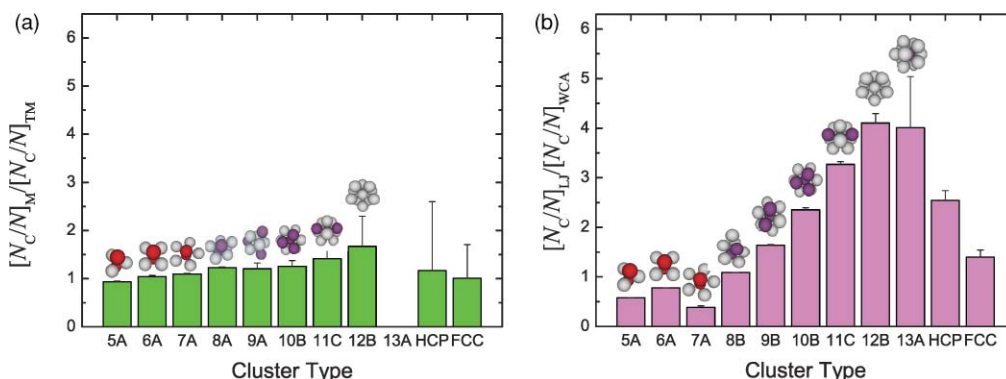 (a)
[N_C/N]_M/[N_C/N]_TM
6
5
4
3
2
1
0
5A 6A 7A 8A 9A 10B 11C 12B 13A HCP FCC
Cluster Type
(b)
[N_C/N]_LJ/[N_C/N]_WCA
6
5
4
3
2
1
0
5A 6A 7A 8B 9B 10B 11C 12B 13A HCP FCC
Cluster Type